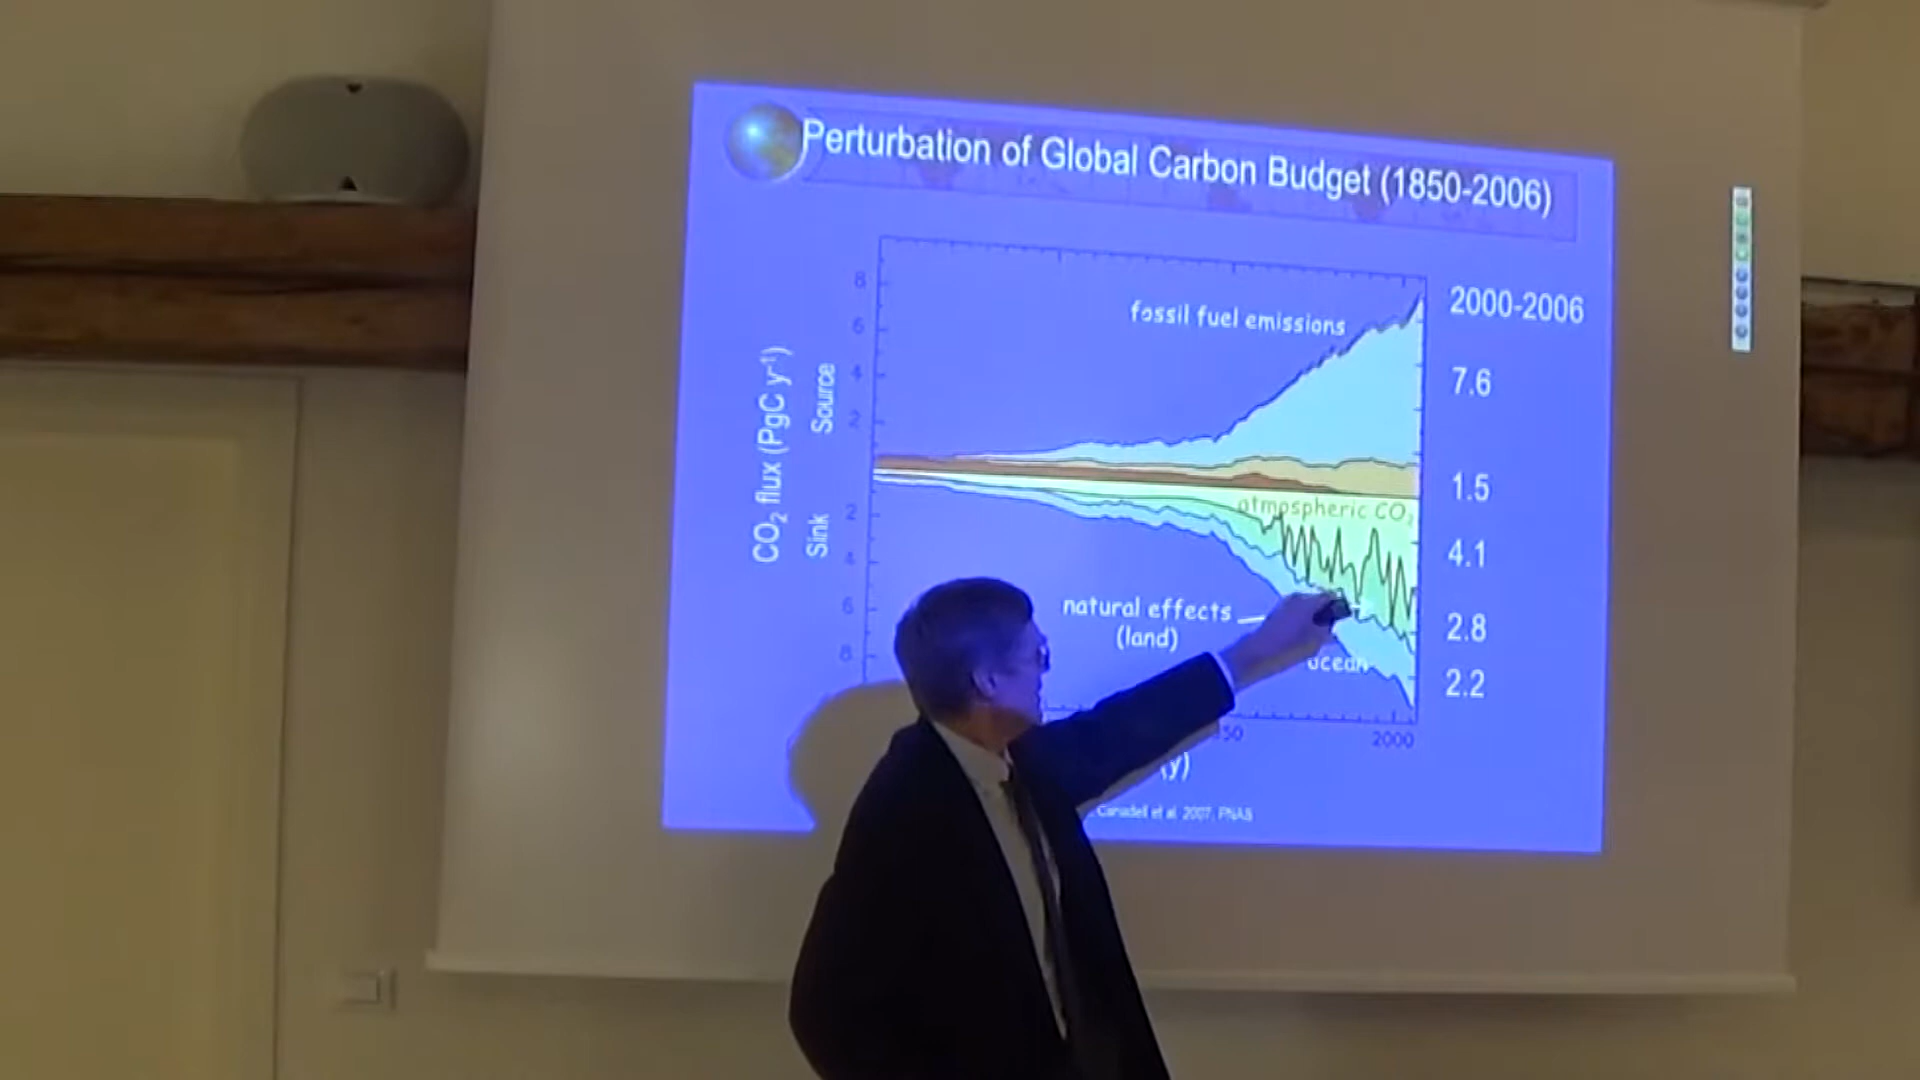 Perturbation of Global Carbon Budget (1850-2006)
2000-2006
8
fossil fuel emissions
6
7.6
4
2
Source
CO₂ flux (PgC y⁻¹)
1.5
atmospheric CO₂
2
Sink
4.1
4
natural effects
(land)
6
2.8
ocean
8
2.2
50
2000
(y)
Canadell et al. 2007, PNAS